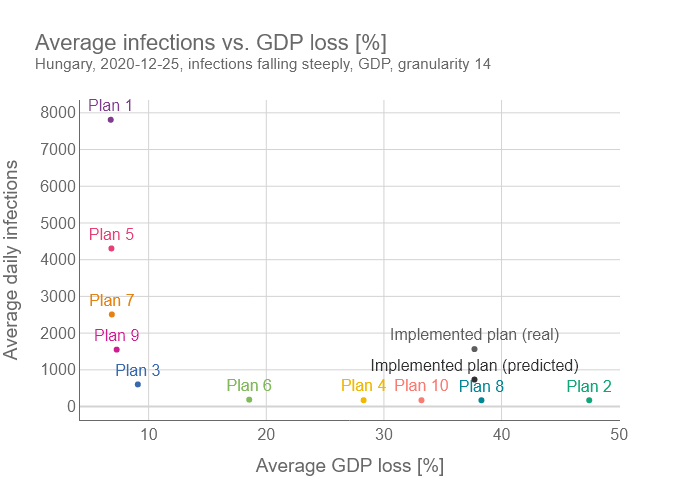 Average infections vs. GDP loss [%]
Hungary, 2020-12-25, infections falling steeply, GDP, granularity 14
Average daily infections
8000
7000
6000
5000
4000
3000
2000
1000
0
Plan 1
Plan 5
Plan 7
Plan 9
Implemented plan (real)
Plan 3
Implemented plan (predicted)
Plan 6
Plan 4
Plan 10
Plan 8
Plan 2
10
20
30
40
50
Average GDP loss [%]